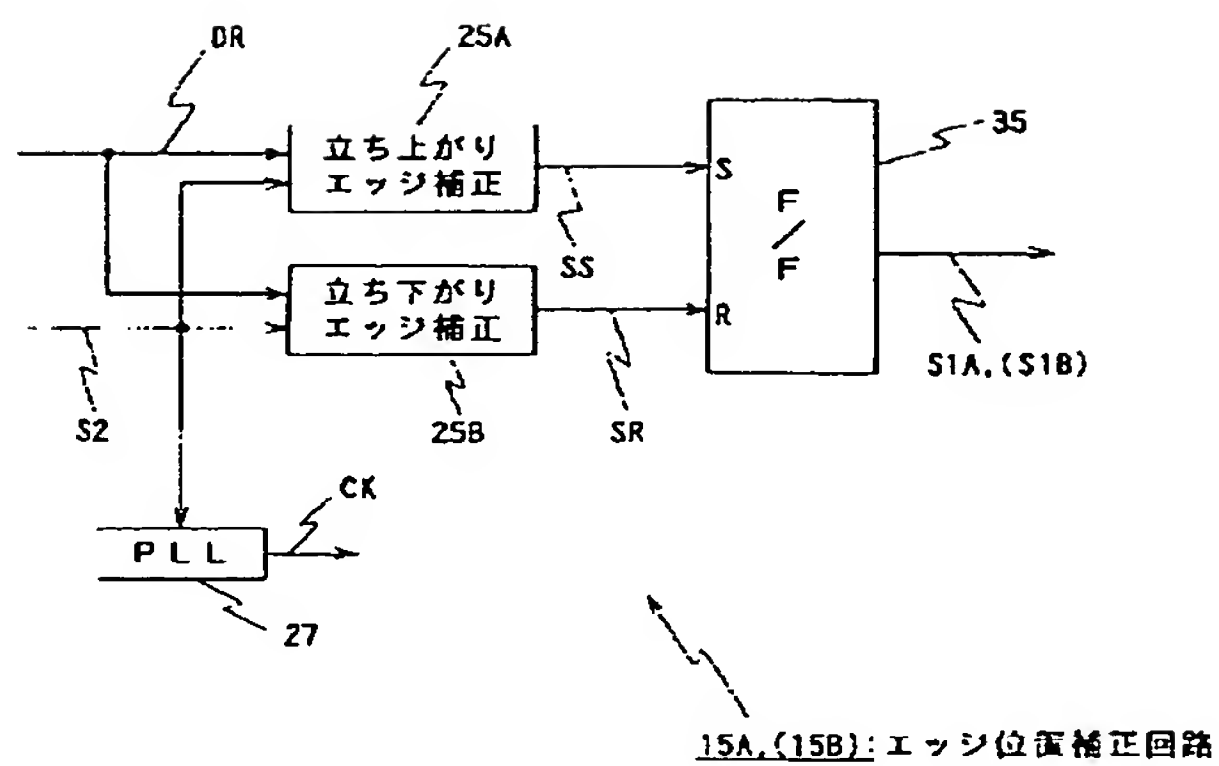 DR
25A
立ち上がり
エッジ補正
S
F
/
F
35
SS
立ち下がり
エッジ補正
R
S1A,(S1B)
S2
25B
SR
CK
PLL
27
15A,(15B):エッジ位置補正回路